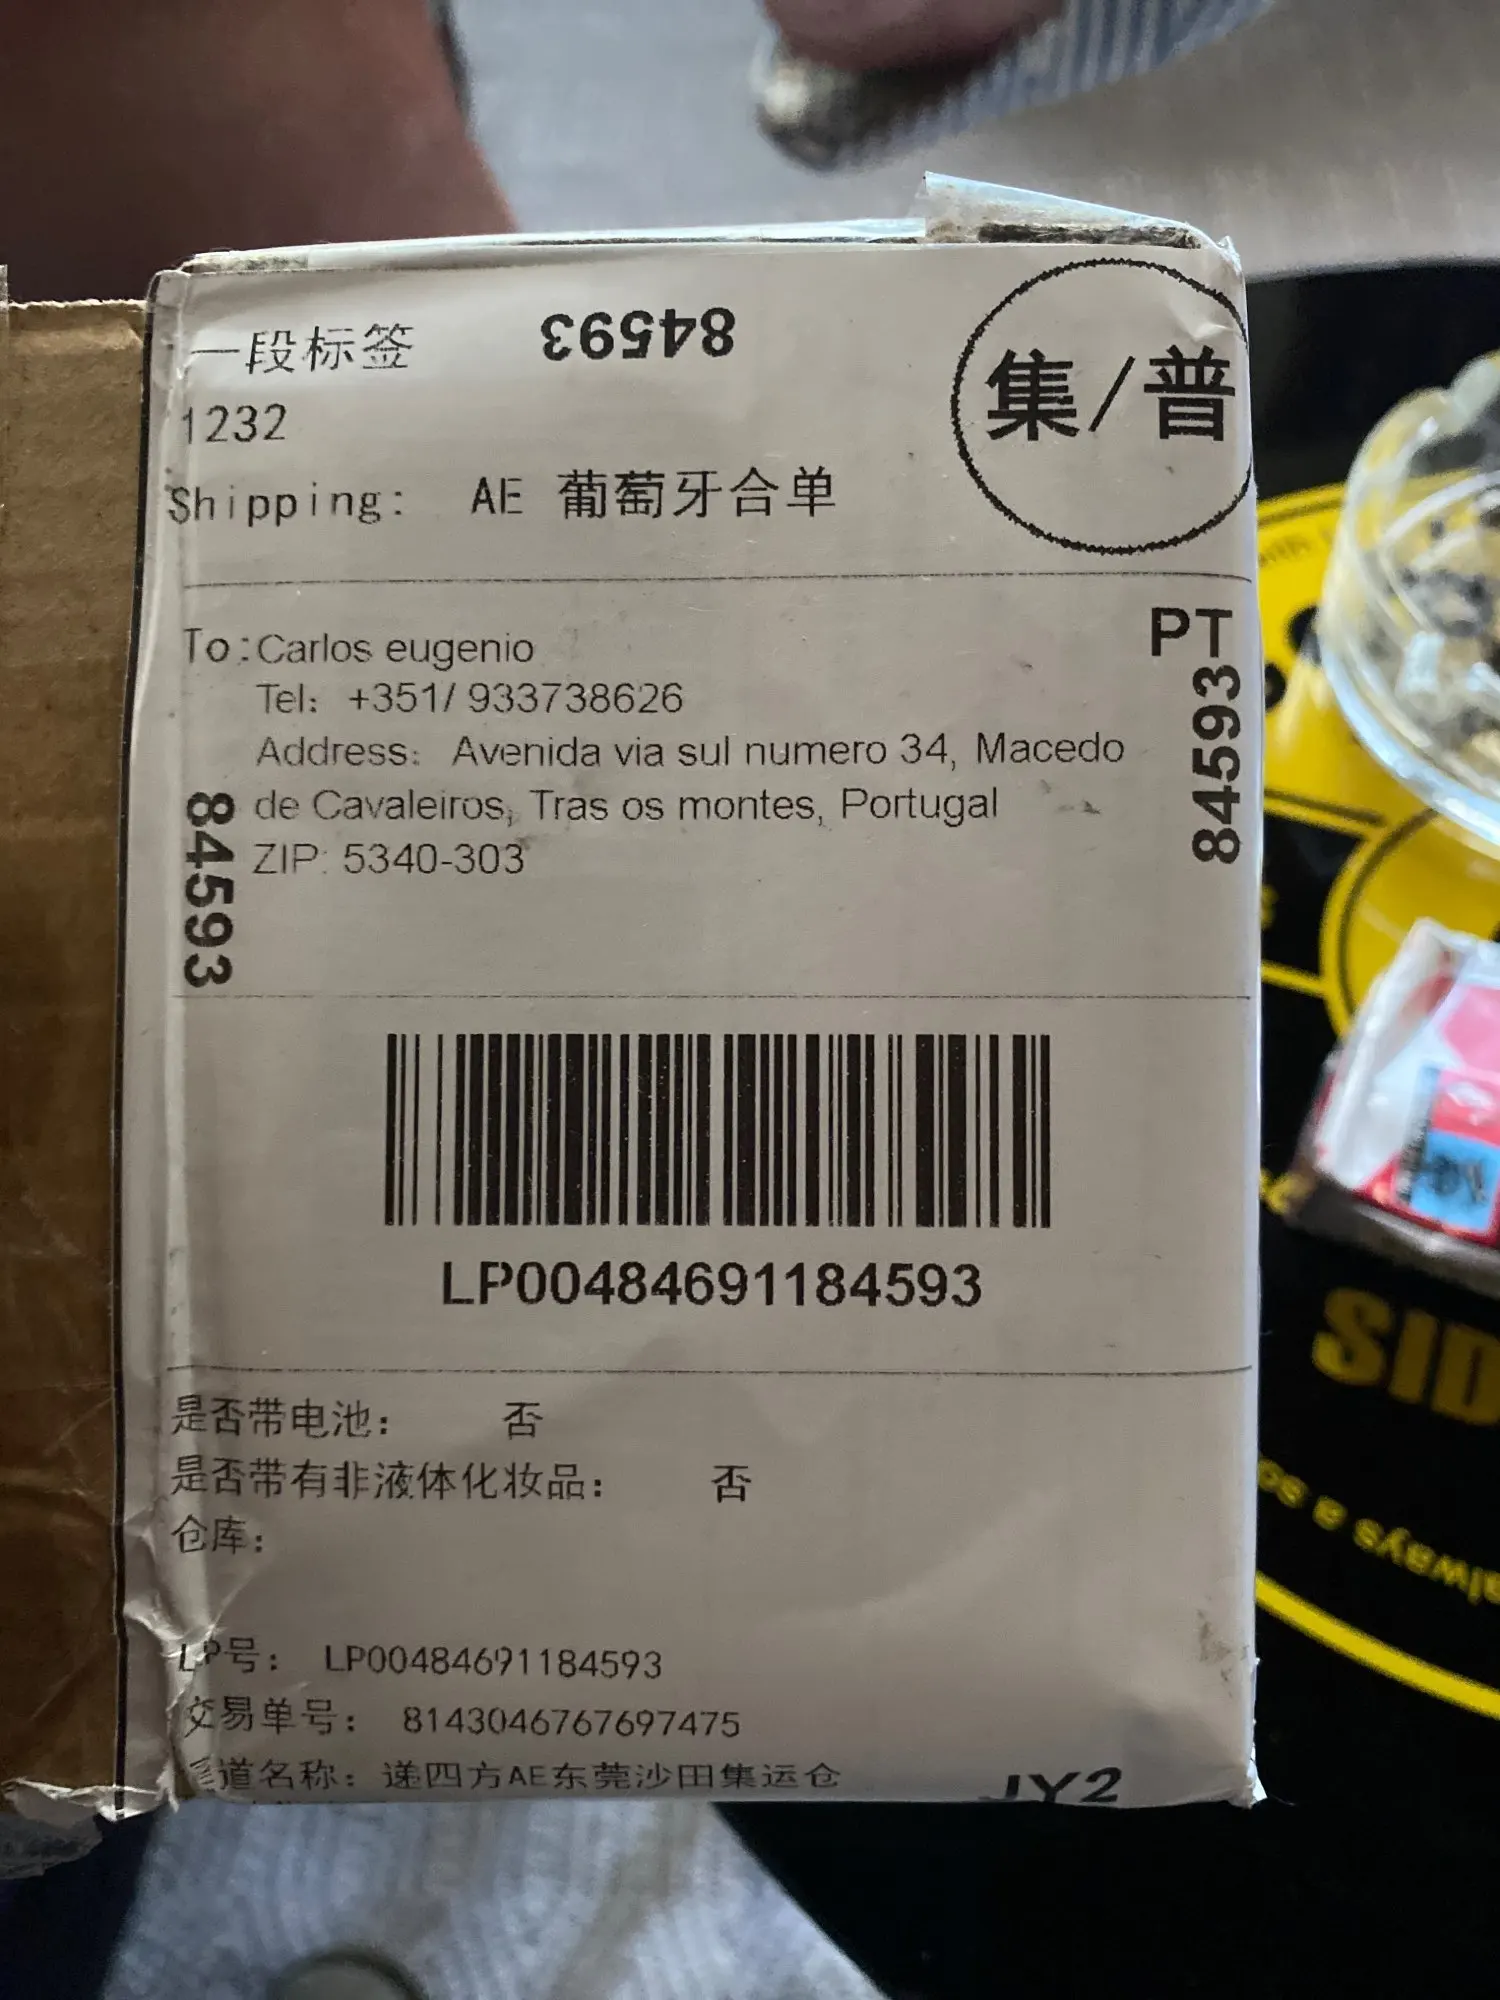 一段标签
84593
集/普
1232
Shipping: AE 葡萄牙合单
PT
To:Carlos eugenio
Tel: +351/ 933738626
Address: Avenida via sul numero 34, Macedo
de Cavaleiros, Tras os montes, Portugal
ZIP: 5340-303
84593
84593
LP00484691184593
是否带电池: 否
是否带有非液体化妆品: 否
仓库:
LP号: LP00484691184593
交易单号: 8143046767697475
道名称: 递四方AE东莞沙田集运仓
JY2
SID
always a